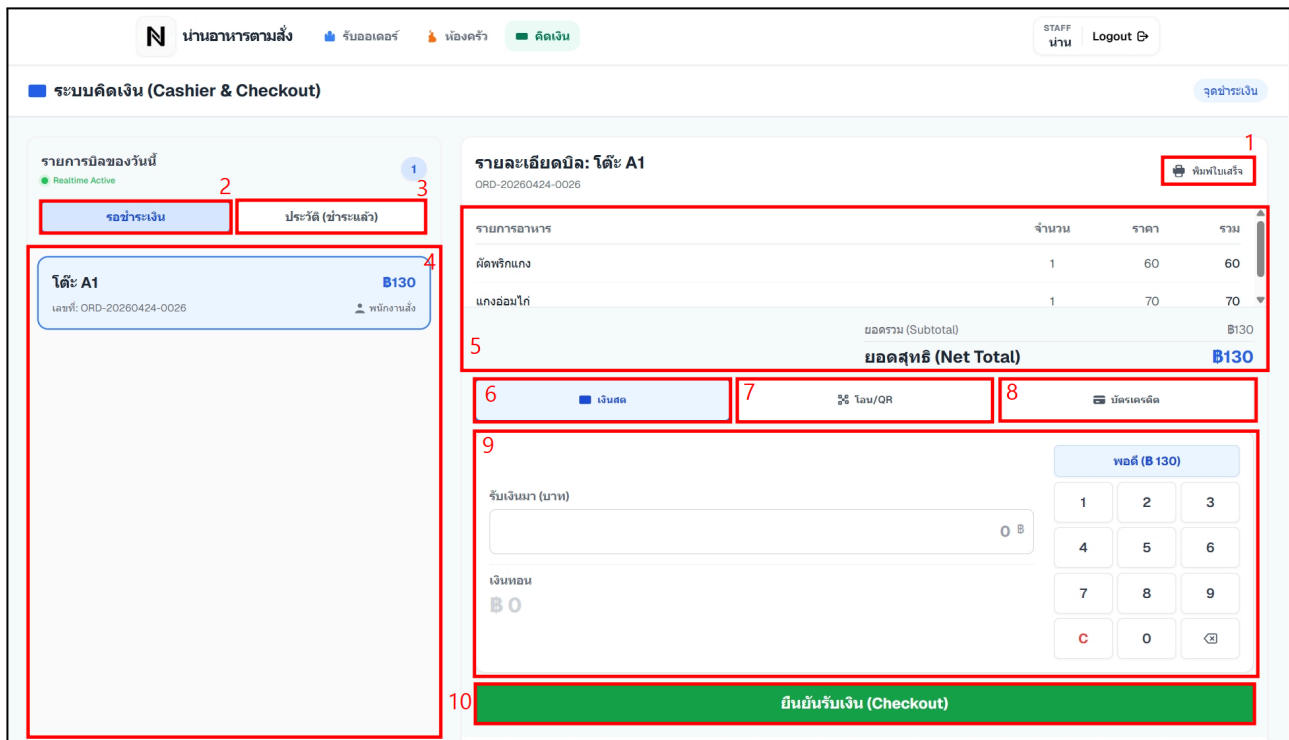 N น่านอาหารตามสั่ง รับออเดอร์ ห้องครัว คิดเงิน STAFF น่าน Logout
ระบบคิดเงิน (Cashier & Checkout) จุดชำระเงิน
รายการบิลของวันนี้ 1
Realtime Active
2 3
รอชำระเงิน ประวัติ (ชำระแล้ว)
4
โต๊ะ A1 ฿130
เลขที่: ORD-20260424-0026 พนักงานสั่ง
รายละเอียดบิล: โต๊ะ A1 1
ORD-20260424-0026 พิมพ์ใบเสร็จ
รายการอาหาร จำนวน ราคา รวม
ผัดพริกแกง 1 60 60
แกงอ่อมไก่ 1 70 70
ยอดรวม (Subtotal) ฿130
5 ยอดสุทธิ (Net Total) ฿130
6 เงินสด 7 โอน/QR 8 บัตรเครดิต
9
พอดี (฿ 130)
รับเงินมา (บาท)
0 ฿
เงินทอน
฿ 0
1 2 3
4 5 6
7 8 9
C 0
10 ยืนยันรับเงิน (Checkout)